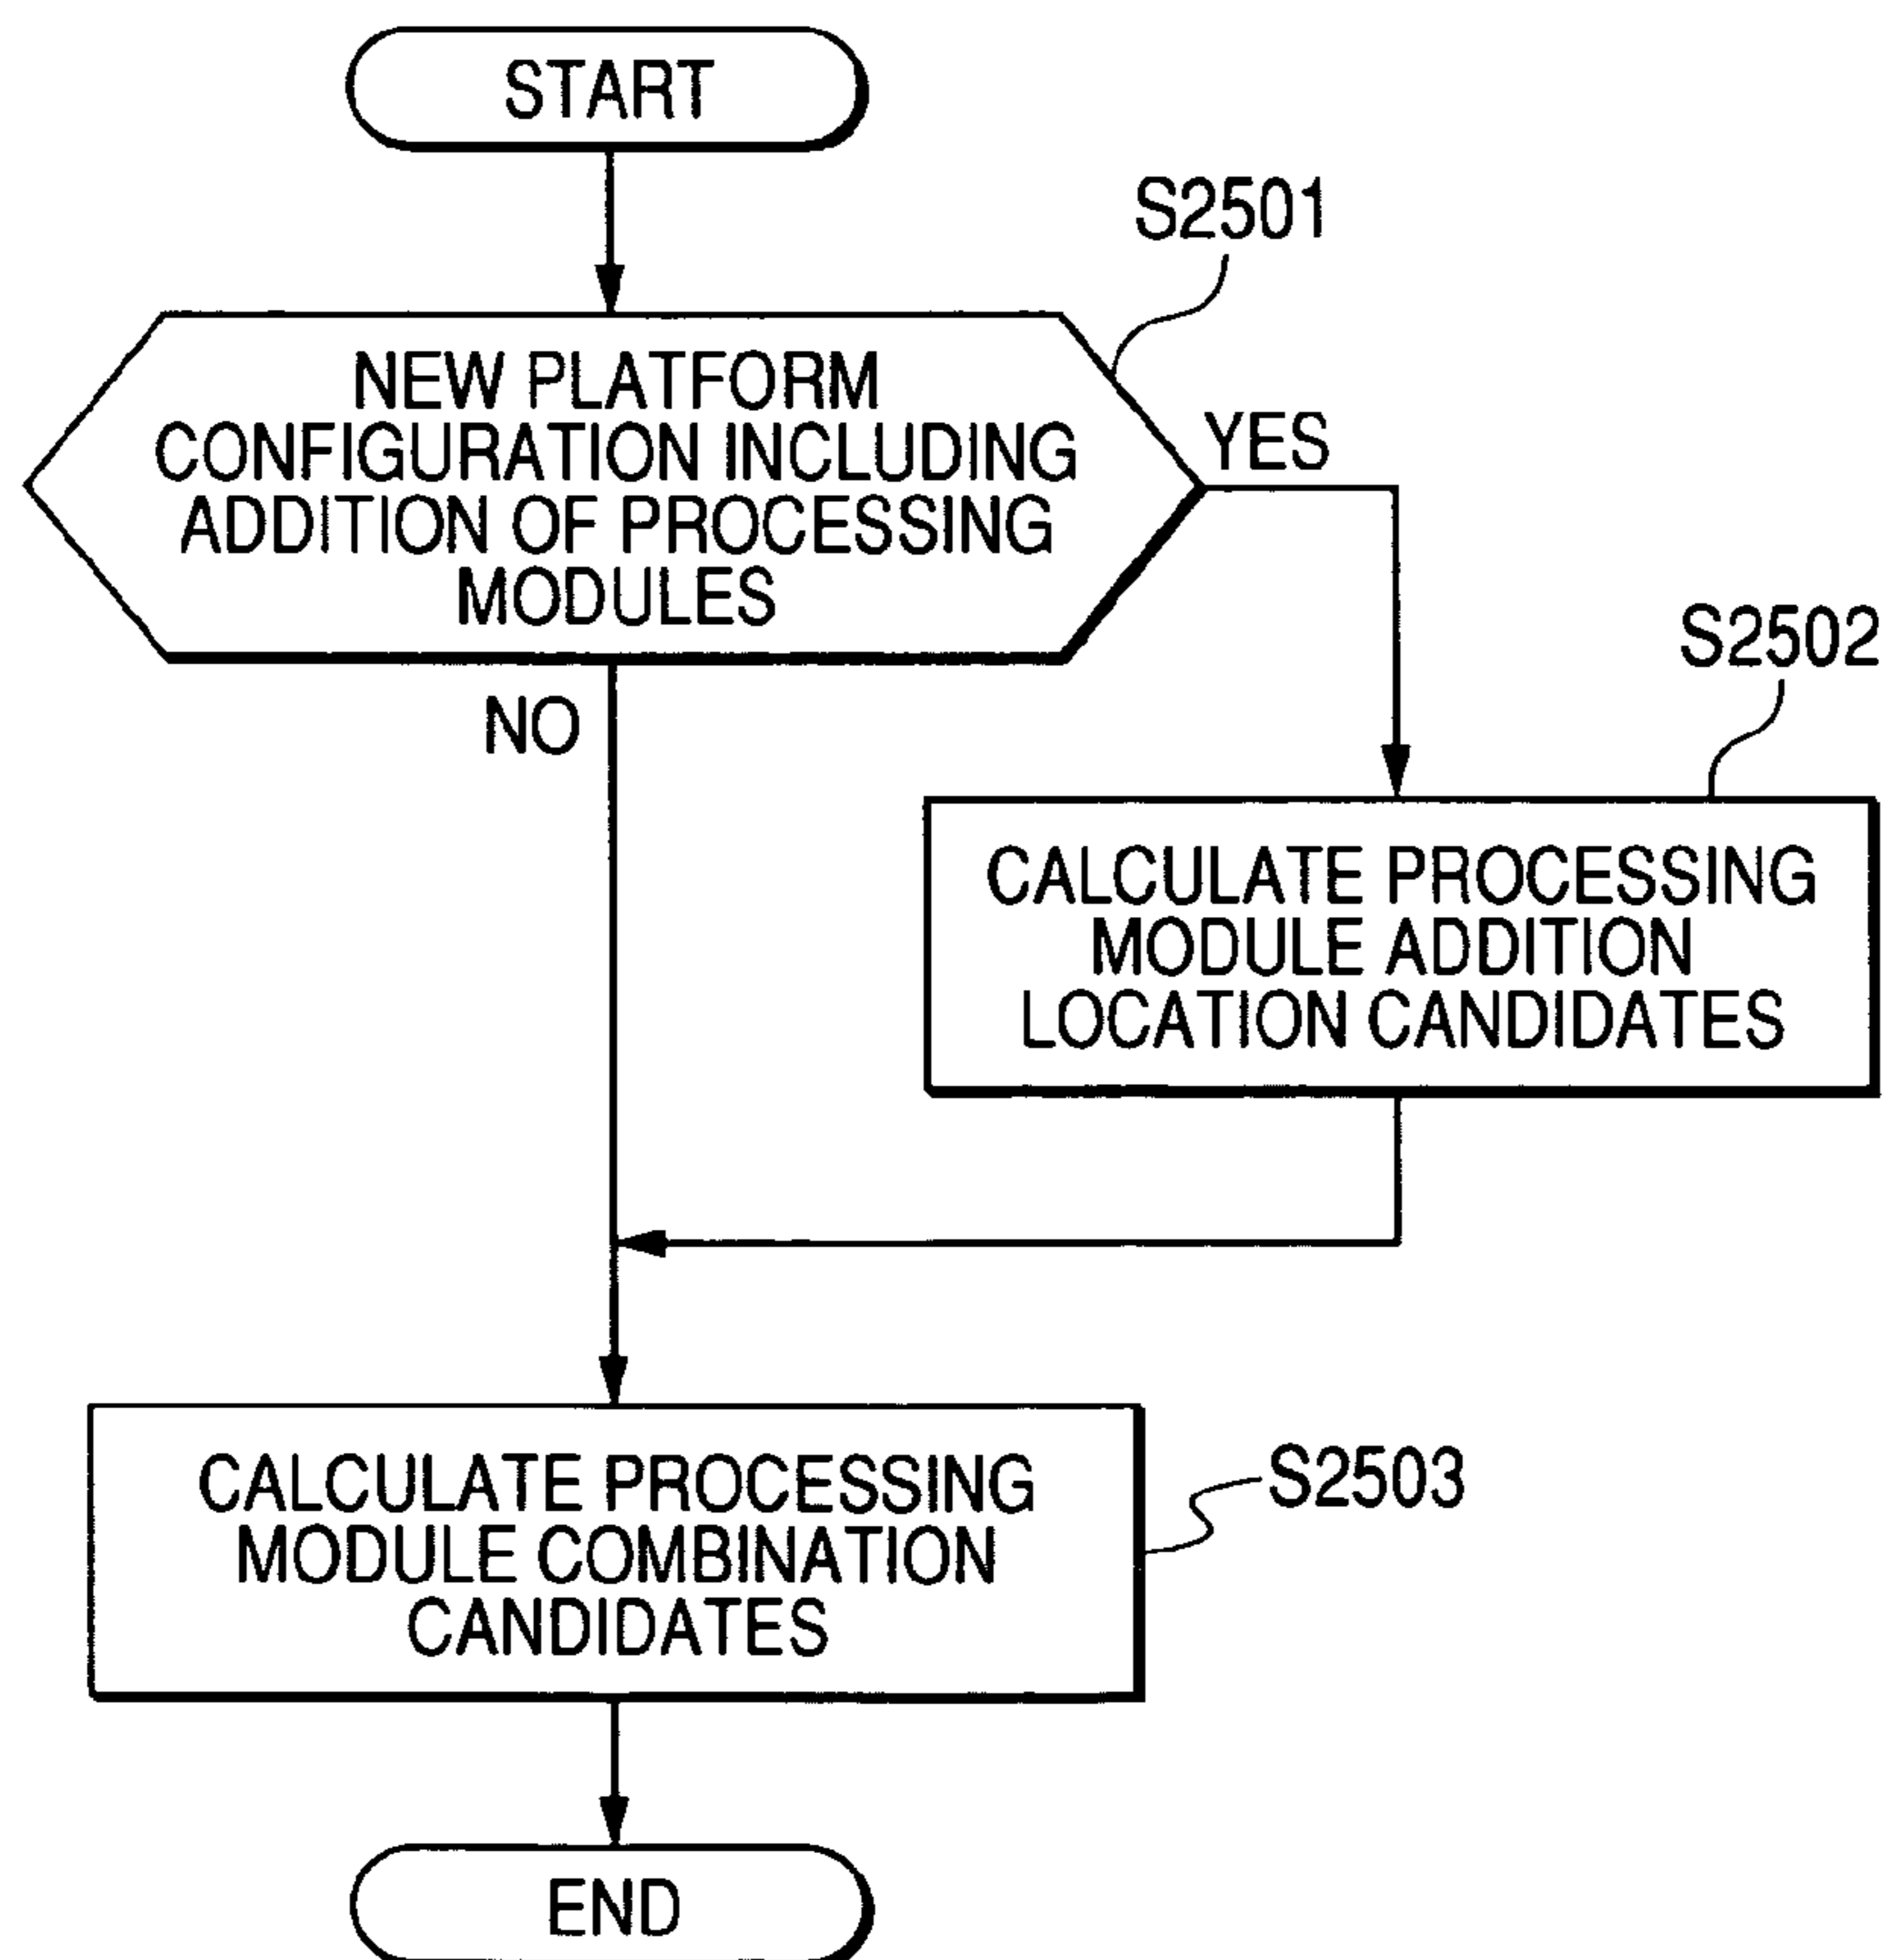 START
S2501
NEW PLATFORM
CONFIGURATION INCLUDING
ADDITION OF PROCESSING
MODULES
YES
NO
S2502
CALCULATE PROCESSING
MODULE ADDITION
LOCATION CANDIDATES
CALCULATE PROCESSING
MODULE COMBINATION
CANDIDATES
S2503
END